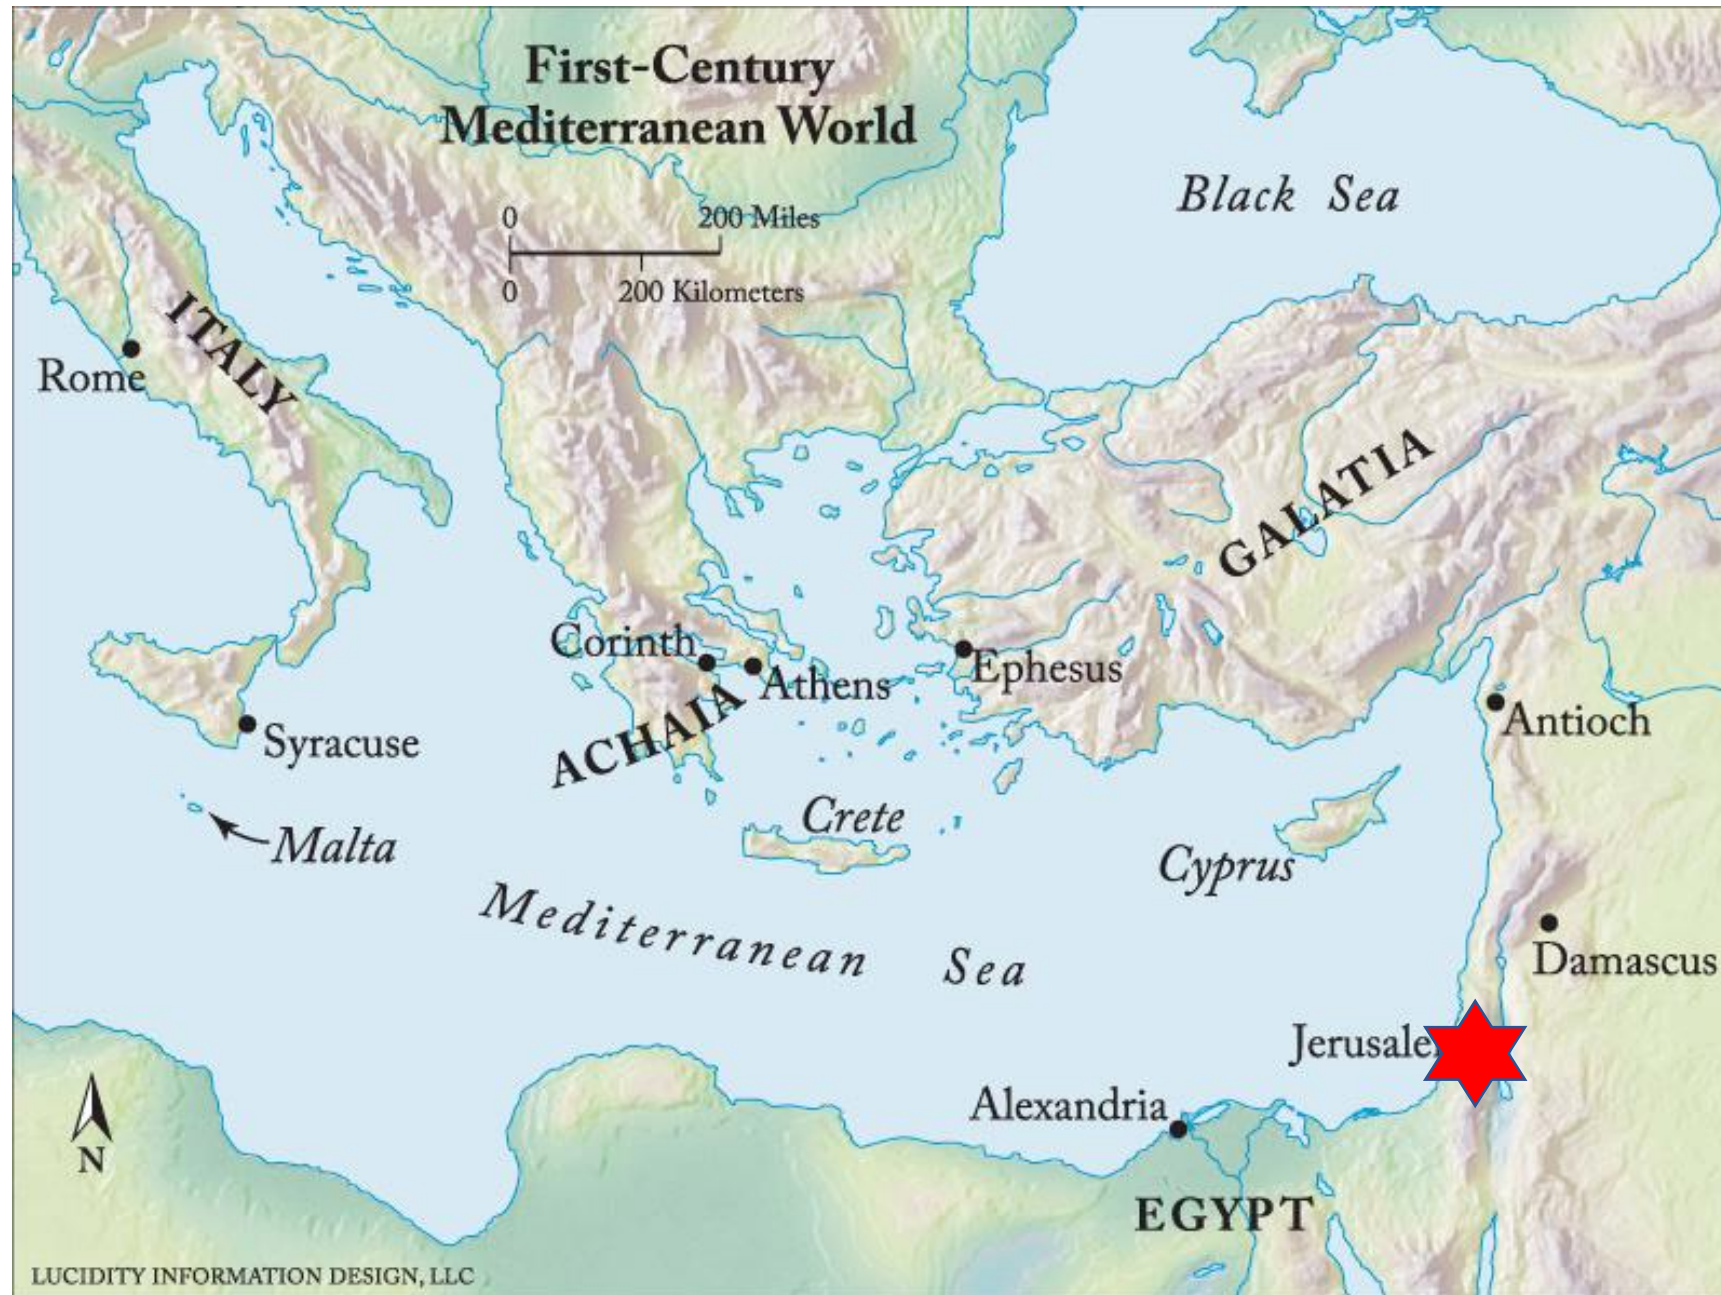 First-Century
Mediterranean World
0 200 Miles
0 200 Kilometers
Black Sea
ITALY
Rome
GALATIA
Corinth
Athens
Ephesus
ACHAIA
Antioch
Syracuse
Crete
Malta
Cyprus
Mediterranean Sea
Damascus
Jerusale
Alexandria
N
EGYPT
LUCIDITY INFORMATION DESIGN, LLC